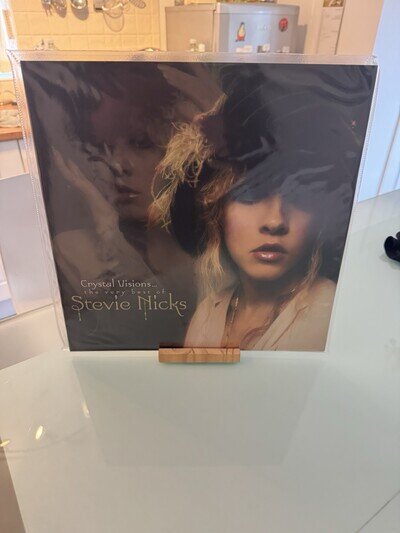 Crystal Visions...
the very best of
Stevie Nicks